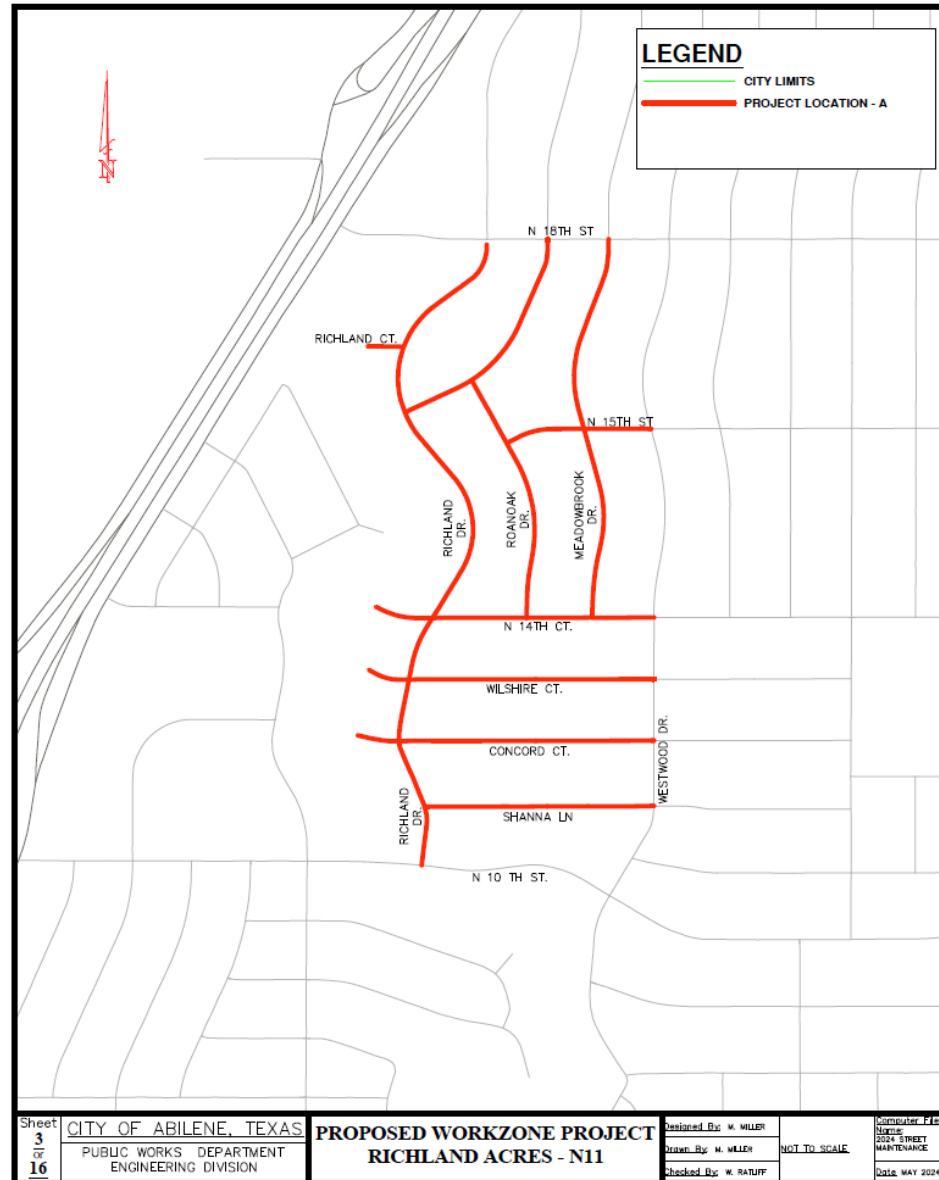 LEGEND
CITY LIMITS
PROJECT LOCATION - A
N
N 18TH ST
RICHLAND CT.
N 15TH ST
RICHLAND
DR.
ROANOAK
DR.
MEADOWBROOK
DR.
N 14TH CT.
WILSHIRE CT.
WESTWOOD DR.
CONCORD CT.
RICHLAND
DR.
SHANNA LN
N 10 TH ST.
Sheet
3
of
16
CITY OF ABILENE, TEXAS
PUBLIC WORKS DEPARTMENT
ENGINEERING DIVISION
PROPOSED WORKZONE PROJECT
RICHLAND ACRES - N11
Designed By: M. MILLER
Drawn By: M. MILLER
Checked By: W. RATLIFF
NOT TO SCALE
Computer File
Name:
2024 STREET
MAINTENANCE
Date: MAY 2024